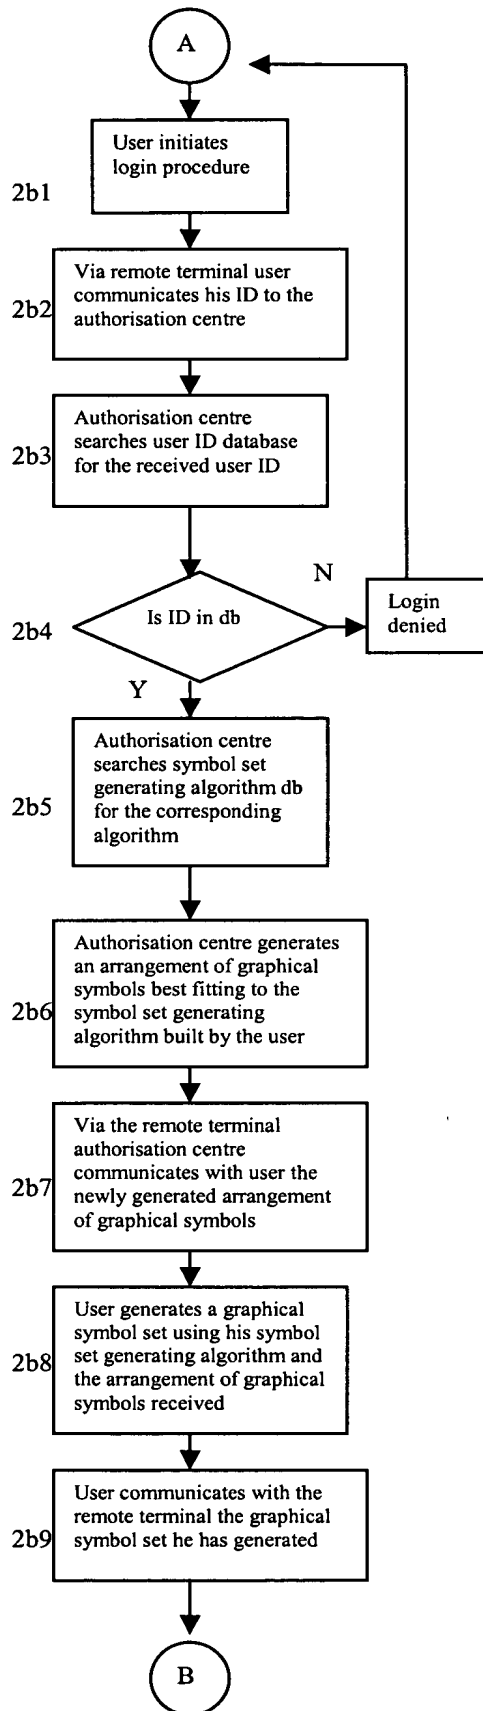 A
User initiates
login procedure
2b1
Via remote terminal user
communicates his ID to the
authorisation centre
2b2
Authorisation centre
searches user ID database
for the received user ID
2b3
N
Is ID in db
2b4
Login
denied
Y
Authorisation centre
searches symbol set
generating algorithm db
for the corresponding
algorithm
2b5
Authorisation centre generates
an arrangement of graphical
symbols best fitting to the
symbol set generating
algorithm built by the user
2b6
Via the remote terminal
authorisation centre
communicates with user the
newly generated arrangement
of graphical symbols
2b7
User generates a graphical
symbol set using his symbol
set generating algorithm and
the arrangement of graphical
symbols received
2b8
User communicates with the
remote terminal the graphical
symbol set he has generated
2b9
B